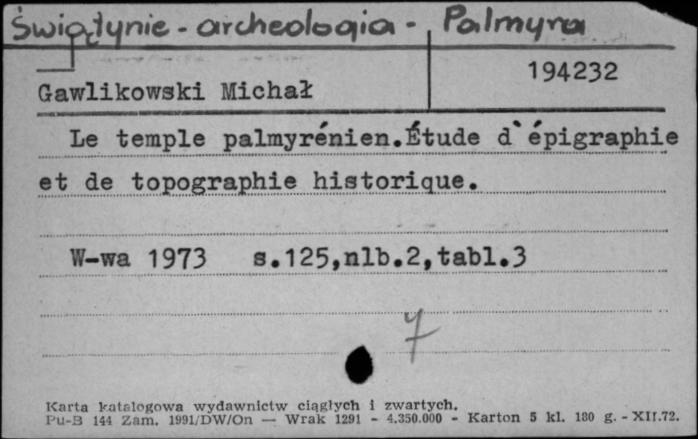 Świątynie - archeologia - Palmyra
194232
Gawlikowski Michał
Le temple palmyrénien.Étude d`épigraphie
et de topographie historique.
W-wa 1973 s.125,nlb.2,tabl.3
7
Karta katalogowa wydawnictw ciągłych i zwartych.
Pu-B 144 Zam. 1991/DW/On — Wrak 1291 - 4.350.000 - Karton 5 kl. 180 g. - XII.72.